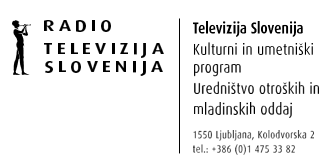 RADIO
TELEVIZIJA
SLOVENIJA
Televizija Slovenija
Kulturni in umetniški
program
Uredništvo otroških in
mladinskih oddaj
1550 Ljubljana, Kolodvorska 2
tel.: +386 (0)1 475 33 82